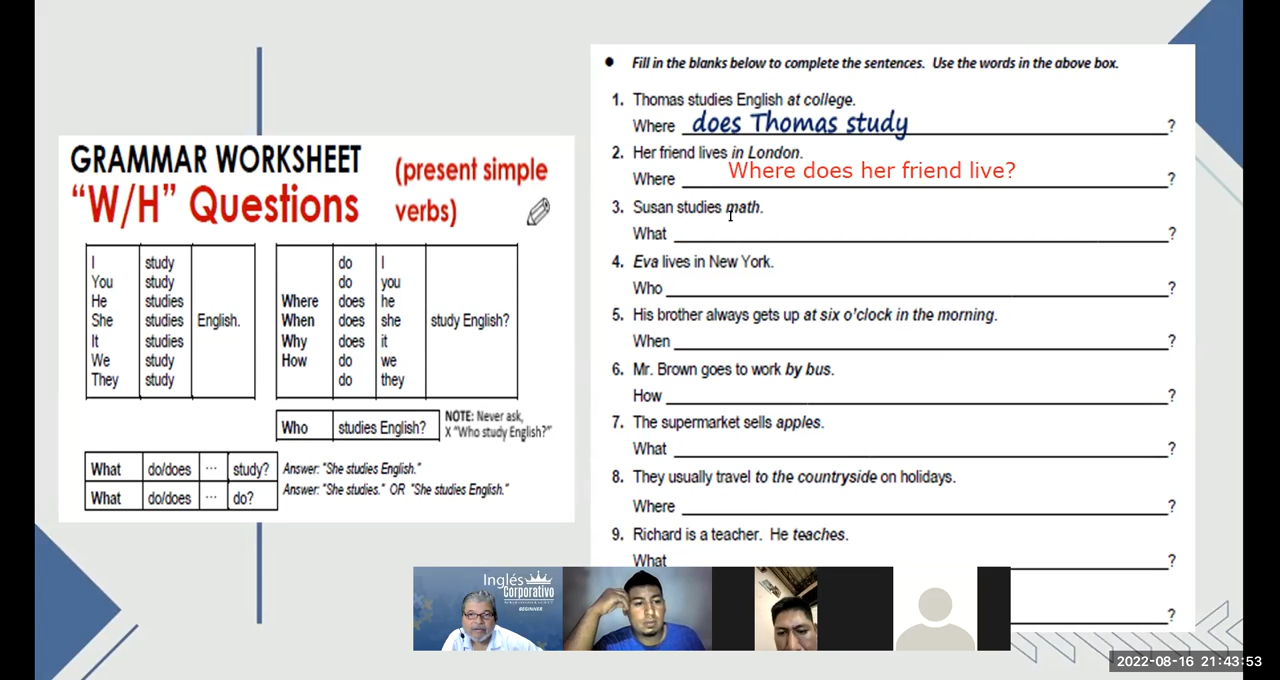 GRAMMAR WORKSHEET
"W/H" Questions
(present simple
verbs)
I study
You study
He studies
She studies English.
It studies
We study
They study
do I
do you
Where does he
When does she study English?
Why does it
How do we
do they
Who studies English?
NOTE: Never ask,
X "Who study English?"
What do/does ... study? Answer: "She studies English."
What do/does ... do? Answer: "She studies." OR "She studies English."
● Fill in the blanks below to complete the sentences. Use the words in the above box.
1. Thomas studies English at college.
Where does Thomas study ?
2. Her friend lives in London.
Where Where does her friend live? ?
3. Susan studies math.
What ?
4. Eva lives in New York.
Who ?
5. His brother always gets up at six o'clock in the morning.
When ?
6. Mr. Brown goes to work by bus.
How ?
7. The supermarket sells apples.
What ?
8. They usually travel to the countryside on holidays.
Where ?
9. Richard is a teacher. He teaches.
What ?
?
Inglés
Corporativo
BEGINNER
2022-08-16 21:43:53